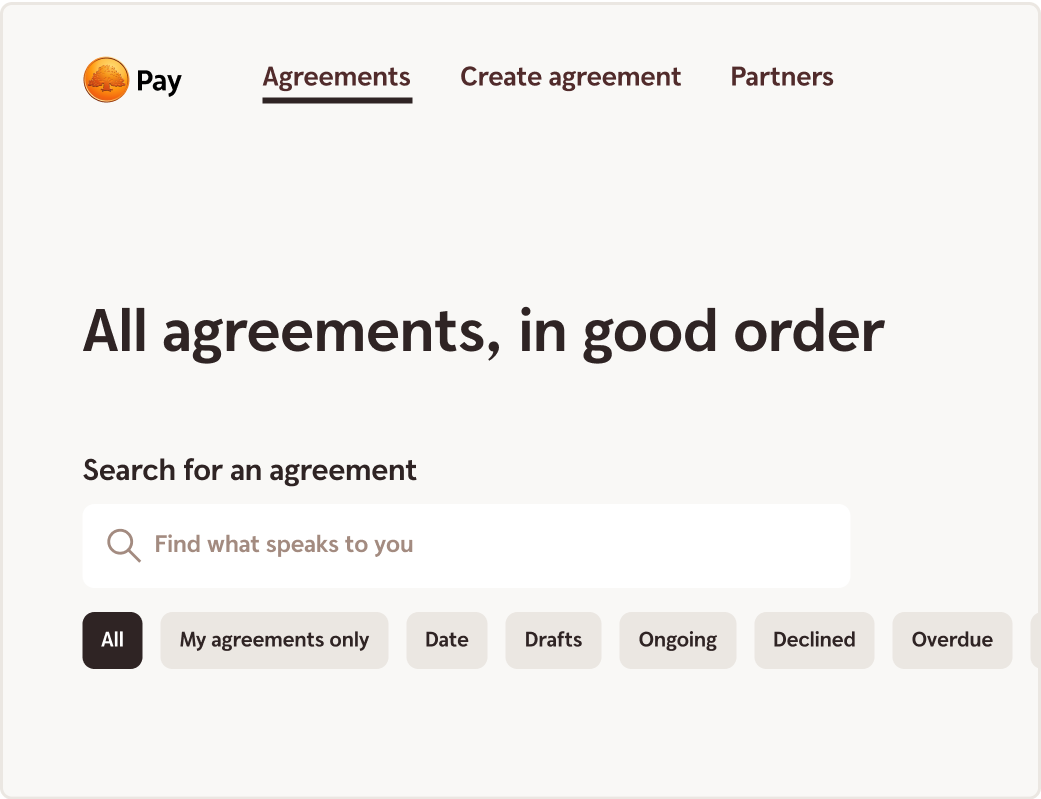 Pay
Agreements Create agreement Partners
All agreements, in good order
Search for an agreement
Find what speaks to you
All My agreements only Date Drafts Ongoing Declined Overdue